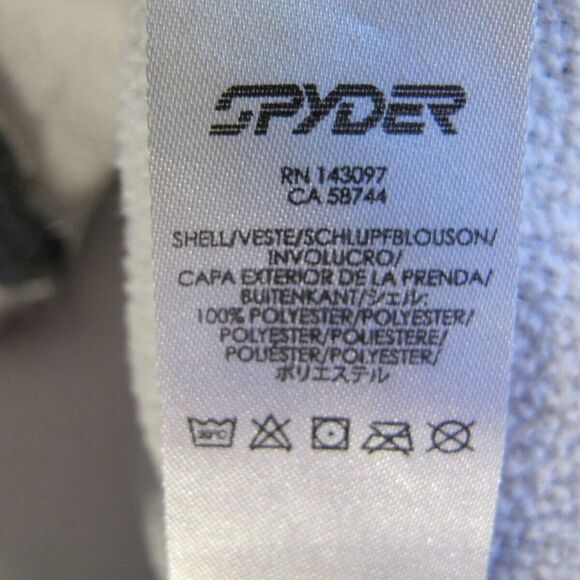 SPYDER
RN 143097
CA 58744
SHELL/VESTE/SCHLUPFBLOUSON/
INVOLUCRO/
CAPA EXTERIOR DE LA PRENDA/
BUITENKANT/シェル:
100% POLYESTER/POLYESTER/
POLYESTER/POLIESTERE/
POLIÉSTER/POLYESTER/
ポリエステル
30°C